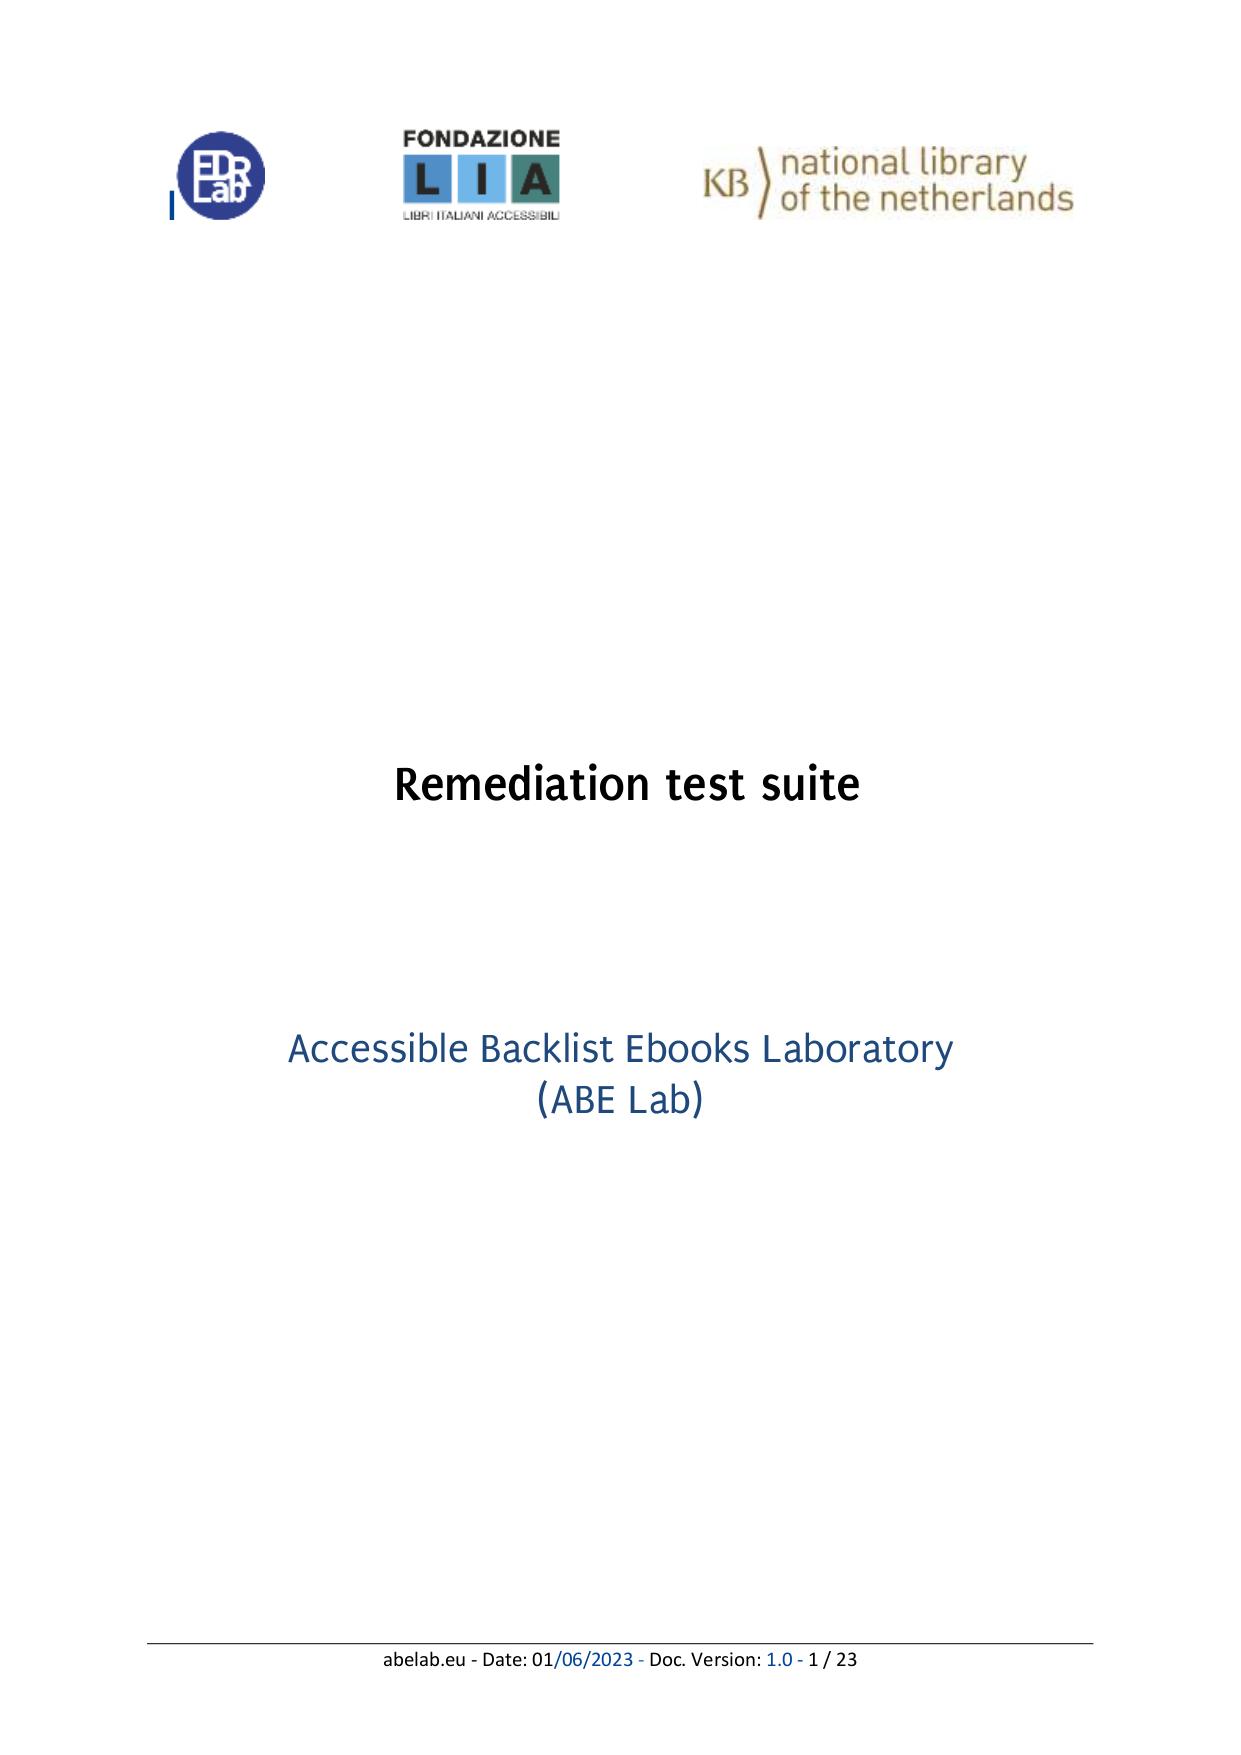 EDR
Lab
FONDAZIONE
L I A
LIBRI ITALIANI ACCESSIBILI
KB national library
of the netherlands
Remediation test suite
Accessible Backlist Ebooks Laboratory
(ABE Lab)
abelab.eu - Date: 01/06/2023 - Doc. Version: 1.0 - 1 / 23